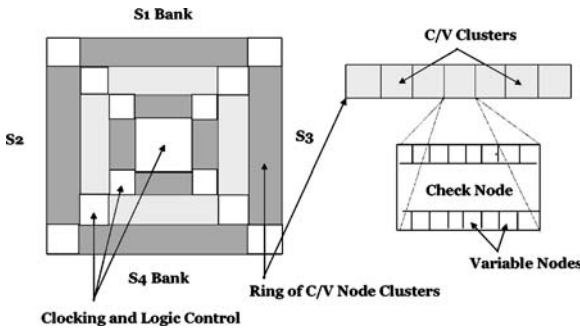 S1 Bank
C/V Clusters
S2
S3
Check Node
S4 Bank
Variable Nodes
Ring of C/V Node Clusters
Clocking and Logic Control